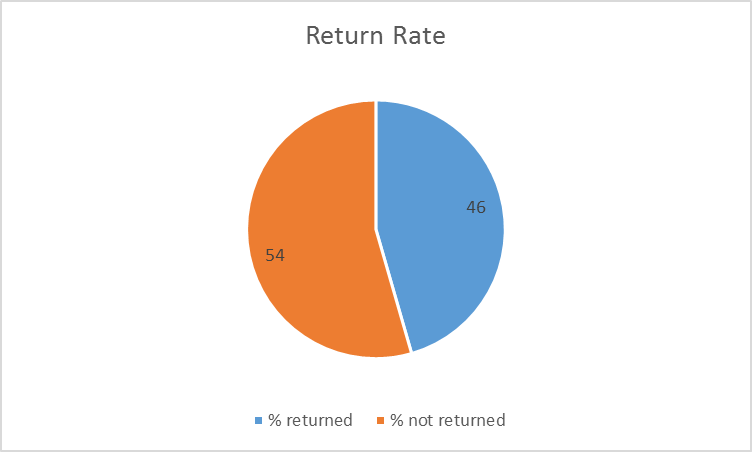 Return Rate
46
54
% returned
% not returned